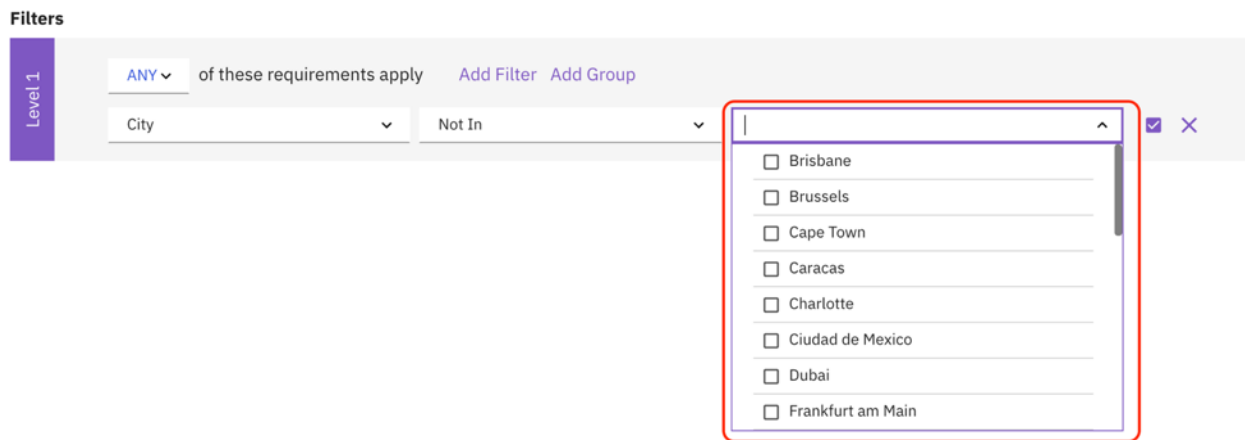 Filters
Level 1
ANY of these requirements apply Add Filter Add Group
City Not In
Brisbane
Brussels
Cape Town
Caracas
Charlotte
Ciudad de Mexico
Dubai
Frankfurt am Main